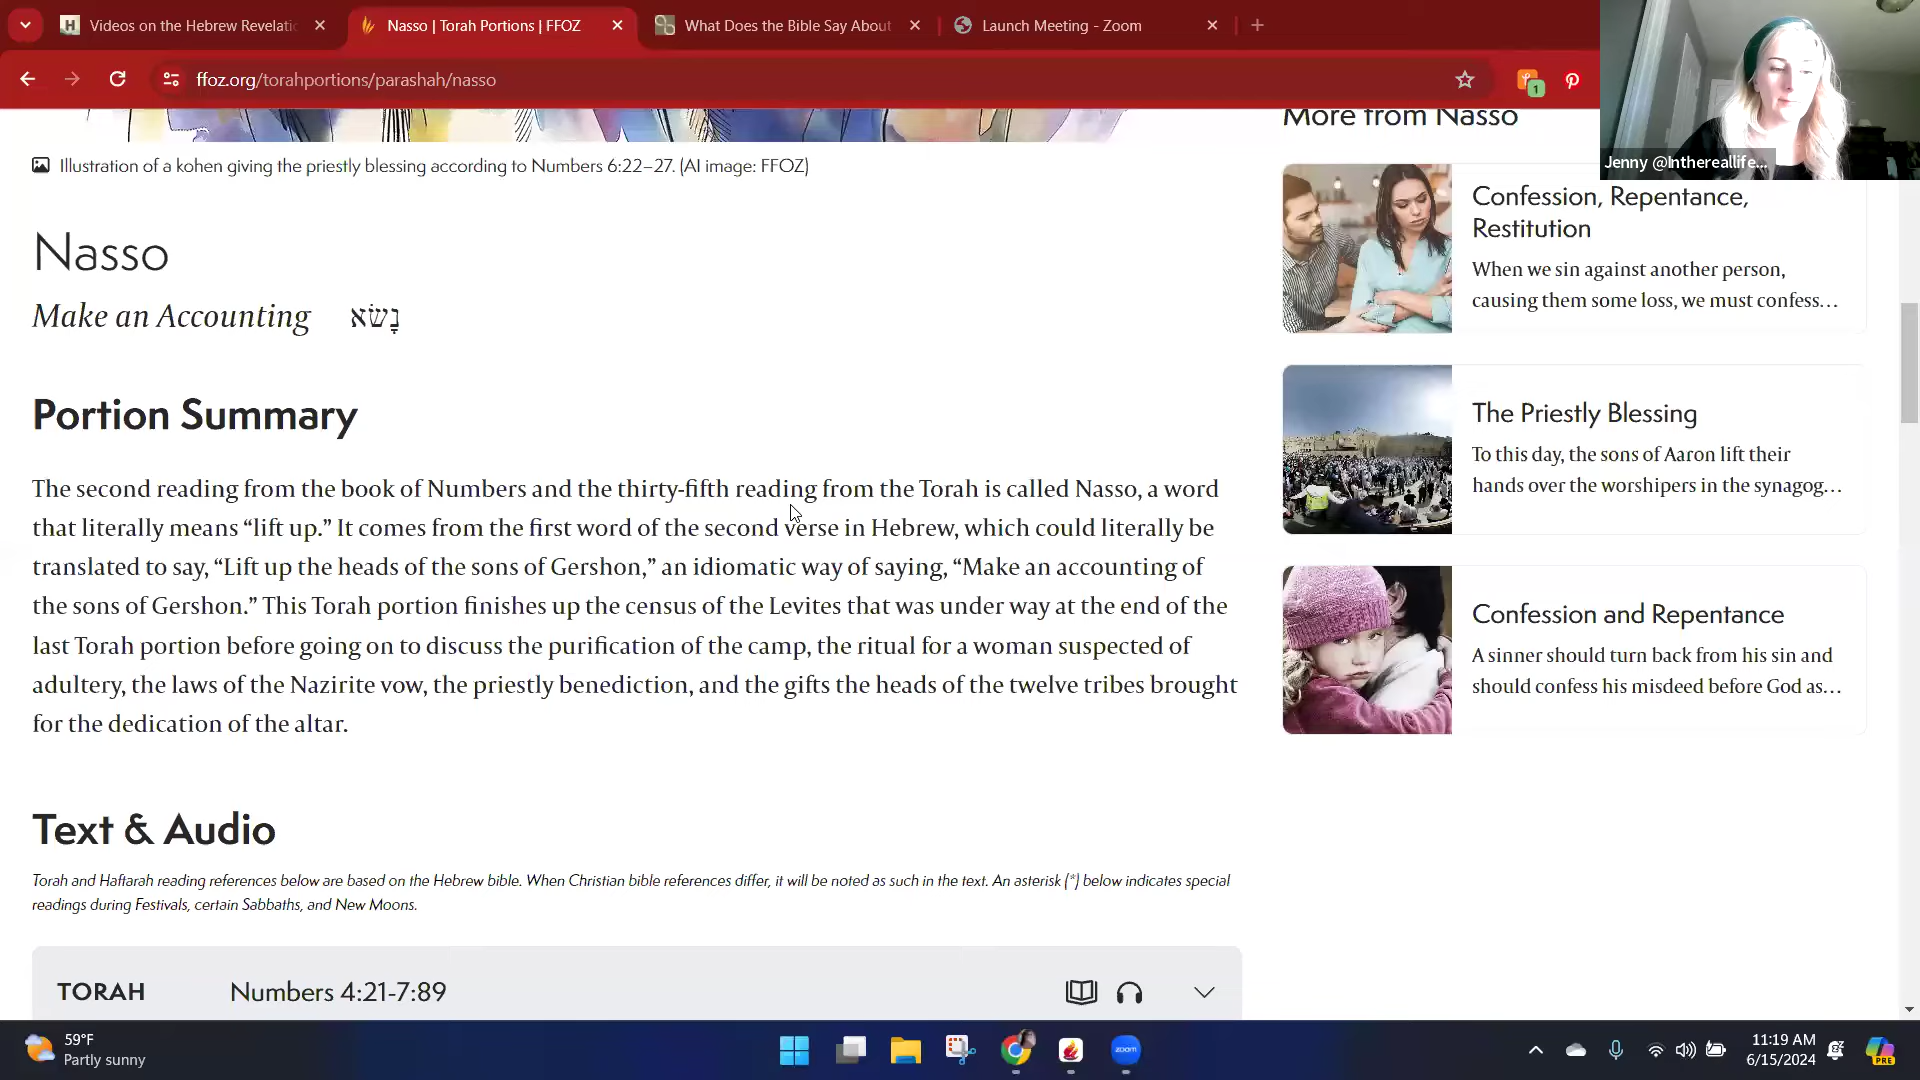 Videos on the Hebrew Revelatic
Nasso | Torah Portions | FFOZ
What Does the Bible Say About
Launch Meeting - Zoom
ffoz.org/torahportions/parashah/nasso
1
Jenny @Inthereallife...
Illustration of a kohen giving the priestly blessing according to Numbers 6:22–27. (AI image: FFOZ)
Nasso
Make an Accounting נָשֹׂא
Portion Summary
The second reading from the book of Numbers and the thirty-fifth reading from the Torah is called Nasso, a word
that literally means “lift up.” It comes from the first word of the second verse in Hebrew, which could literally be
translated to say, “Lift up the heads of the sons of Gershon,” an idiomatic way of saying, “Make an accounting of
the sons of Gershon.” This Torah portion finishes up the census of the Levites that was under way at the end of the
last Torah portion before going on to discuss the purification of the camp, the ritual for a woman suspected of
adultery, the laws of the Nazirite vow, the priestly benediction, and the gifts the heads of the twelve tribes brought
for the dedication of the altar.
Text & Audio
Torah and Haftarah reading references below are based on the Hebrew bible. When Christian bible references differ, it will be noted as such in the text. An asterisk (*) below indicates special
readings during Festivals, certain Sabbaths, and New Moons.
TORAH Numbers 4:21-7:89
More from Nasso
Confession, Repentance,
Restitution
When we sin against another person,
causing them some loss, we must confess…
The Priestly Blessing
To this day, the sons of Aaron lift their
hands over the worshipers in the synagog…
Confession and Repentance
A sinner should turn back from his sin and
should confess his misdeed before God as…
59°F
Partly sunny
zoom
11:19 AM
6/15/2024
PRE